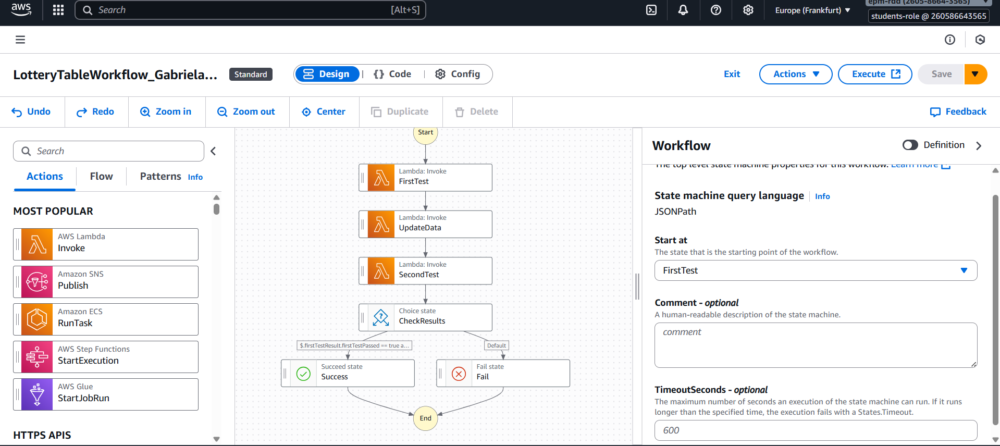 aws
Search
[Alt+S]
Europe (Frankfurt)
epm-rdd (2605-8664-3565)
students-role @ 260586643565
LotteryTableWorkflow_Gabriela...
Standard
Design
Code
Config
Exit
Actions
Execute
Save
Undo
Redo
Zoom in
Zoom out
Center
Duplicate
Delete
Feedback
Search
Actions
Flow
Patterns
Info
MOST POPULAR
AWS Lambda
Invoke
Amazon SNS
Publish
Amazon ECS
RunTask
AWS Step Functions
StartExecution
AWS Glue
StartJobRun
HTTPS APIS
Start
Lambda: Invoke
FirstTest
Lambda: Invoke
UpdateData
Lambda: Invoke
SecondTest
Choice state
CheckResults
$.firstTestResult.firstTestPassed == true a...
Default
Succeed state
Success
Fail state
Fail
End
Workflow
Definition
The top level state machine properties for this workflow. Learn more
State machine query language
Info
JSONPath
Start at
The state that is the starting point of the workflow.
FirstTest
Comment - optional
A human-readable description of the state machine.
comment
TimeoutSeconds - optional
The maximum number of seconds an execution of the state machine can run. If it runs
longer than the specified time, the execution fails with a States.Timeout.
600